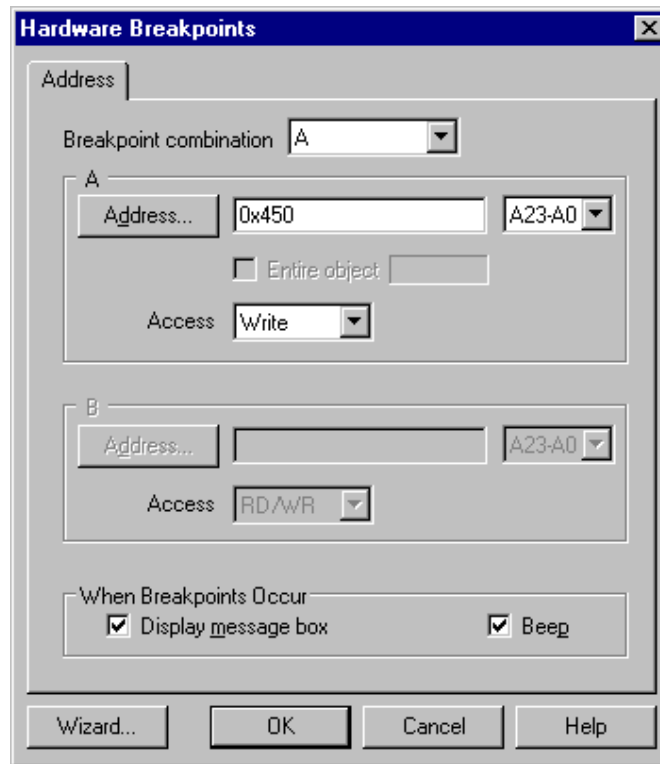 Hardware Breakpoints
Address
Breakpoint combination A
A
Address... 0x450 A23-A0
Entire object
Access Write
B
Address... A23-A0
Access RD/WR
When Breakpoints Occur
Display message box Beep
Wizard... OK Cancel Help